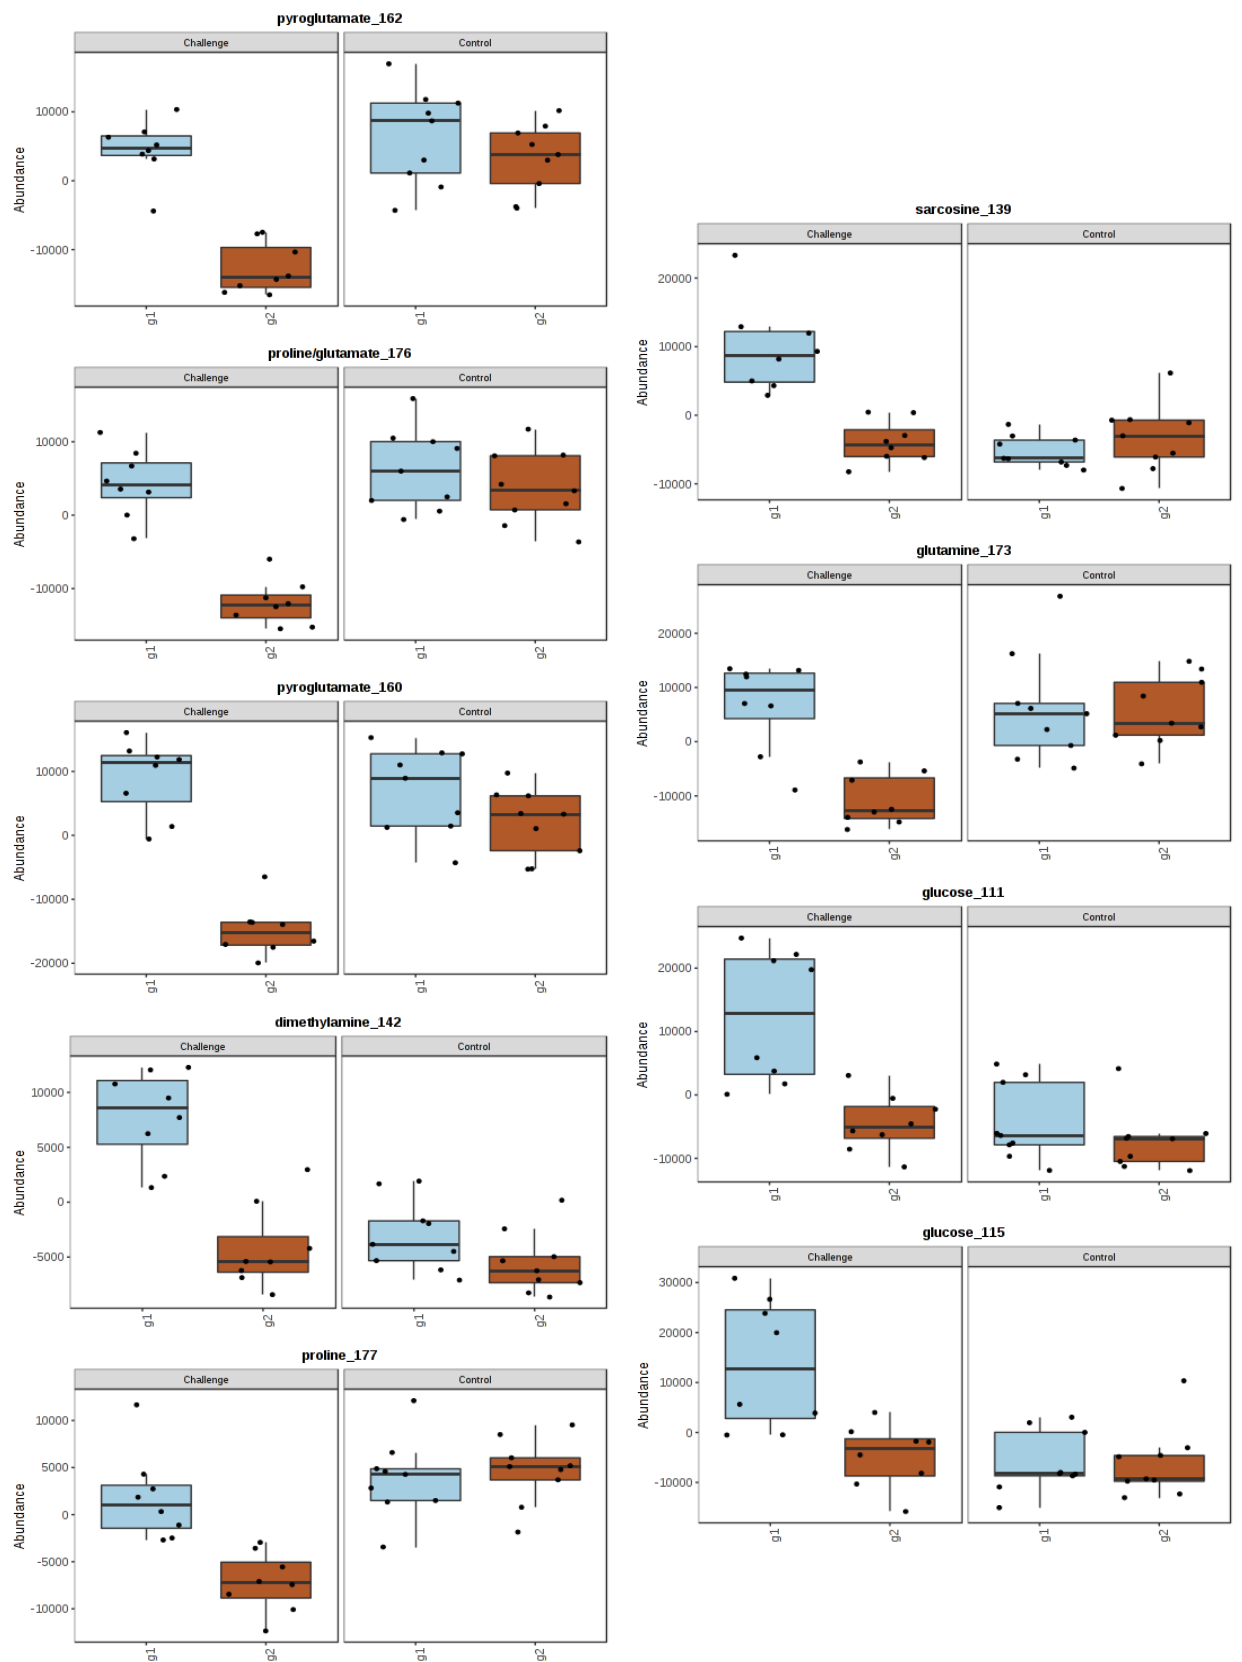 pyroglutamate_162
Challenge
Control
Abundance
10000
0
-10000
g1
g2
g1
g2
proline/glutamate_176
Challenge
Control
Abundance
10000
0
-10000
g1
g2
g1
g2
pyroglutamate_160
Challenge
Control
Abundance
10000
0
-10000
-20000
g1
g2
g1
g2
dimethylamine_142
Challenge
Control
Abundance
10000
5000
0
-5000
g1
g2
g1
g2
proline_177
Challenge
Control
Abundance
10000
5000
0
-5000
-10000
g1
g2
g1
g2
sarcosine_139
Challenge
Control
Abundance
20000
10000
0
-10000
g1
g2
g1
g2
glutamine_173
Challenge
Control
Abundance
20000
10000
0
-10000
g1
g2
g1
g2
glucose_111
Challenge
Control
Abundance
20000
10000
0
-10000
g1
g2
g1
g2
glucose_115
Challenge
Control
Abundance
30000
20000
10000
0
-10000
g1
g2
g1
g2